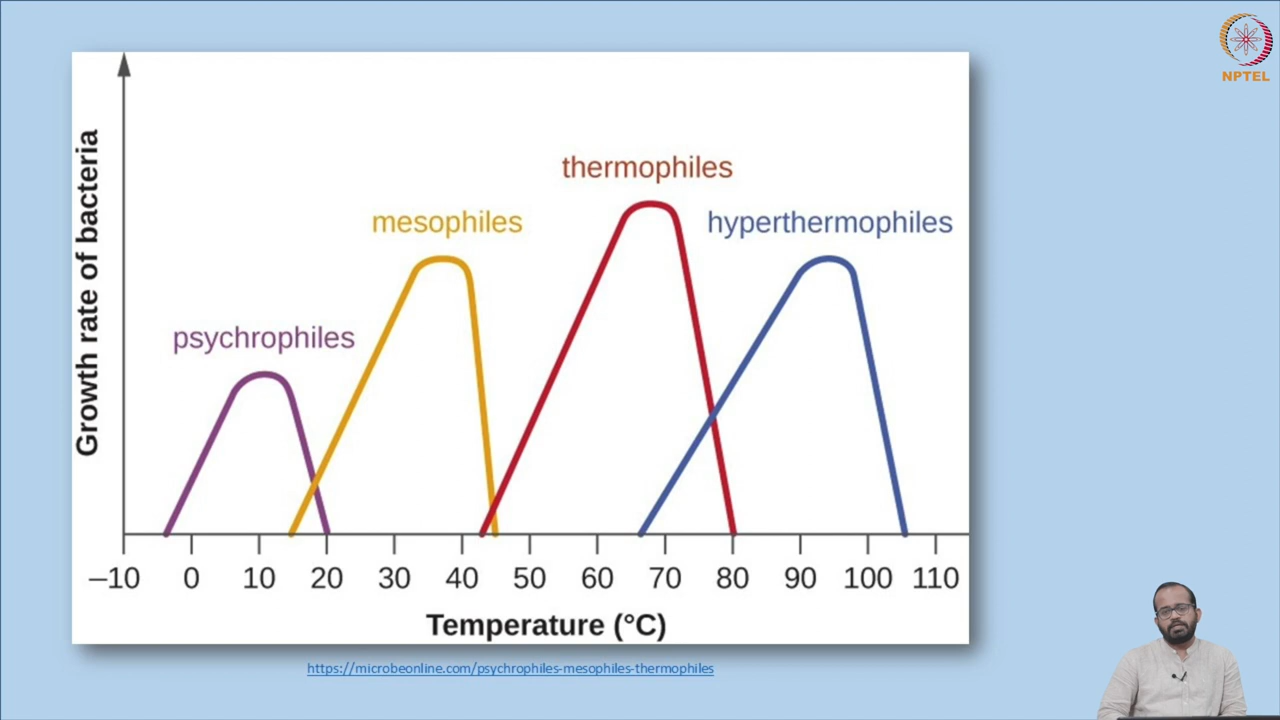 NPTEL
thermophiles
mesophiles
hyperthermophiles
psychrophiles
Growth rate of bacteria
–10 0 10 20 30 40 50 60 70 80 90 100 110
Temperature (°C)
https://microbeonline.com/psychrophiles-mesophiles-thermophiles